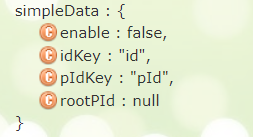 simpleData : {
C enable : false,
C idKey : "id",
C pIdKey : "pId",
C rootPId : null
}